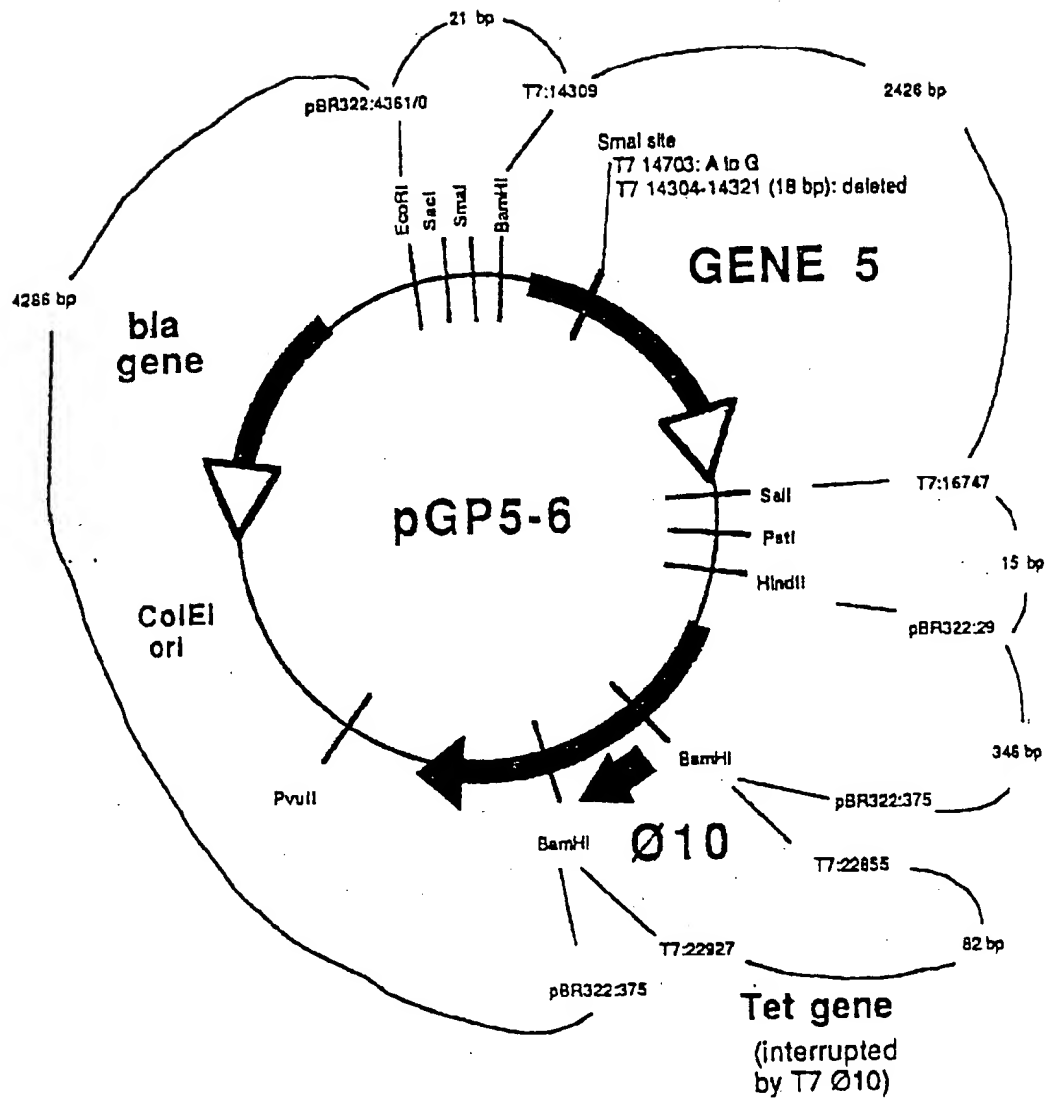 21 bp
pBR322:4361/0
T7:14309
2426 bp
SmaI site
T7 14703: A to G
T7 14304-14321 (18 bp): deleted
EcoRI
SacI
SmaI
BamHI
GENE 5
4286 bp
bla
gene
pGP5-6
SalI
T7:16747
PstI
15 bp
HindII
pBR322:29
ColEI
ori
346 bp
BamHI
PvuII
pBR322:375
BamHI
Ø10
T7:22855
T7:22927
82 bp
pBR322:375
Tet gene
(interrupted
by T7 Ø10)